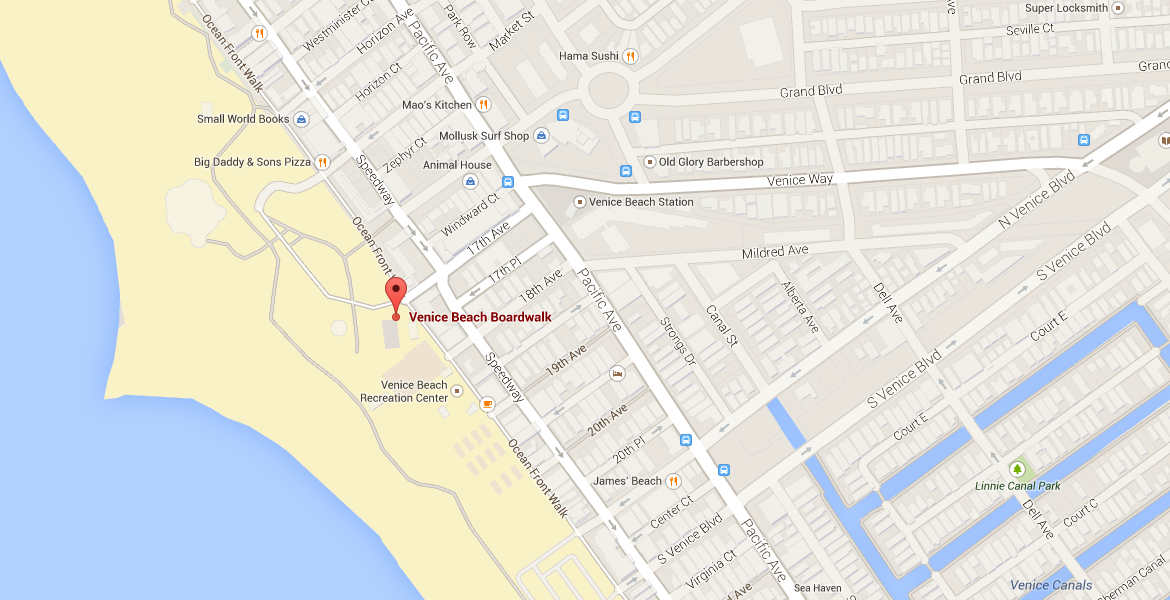 Super Locksmith
Ave
Seville Ct
Westminster C
Horizon Ave
Park Row
Market St
Ocean Front Walk
Pacific Ave
Hama Sushi
Grand Blvd
Grand Blvd
Gran
Horizon Ct
Mao's Kitchen
Small World Books
Mollusk Surf Shop
Zephyr Ct
Big Daddy & Sons Pizza
Animal House
Old Glory Barbershop
Speedway
Venice Way
Windward Ct
Venice Beach Station
N Venice Blvd
17th Ave
Ocean Front W
Mildred Ave
S Venice Blvd
17th Pl
18th Ave
Pacific Ave
Alberta Ave
Dell Ave
Venice Beach Boardwalk
Canal St
Strongs Dr
Court E
19th Ave
Speedway
S Venice Blvd
Venice Beach
Recreation Center
20th Ave
Court E
20th Pl
Ocean Front Walk
James' Beach
Linnie Canal Park
Center Ct
Dell Ave
Court C
S Venice Blvd
Pacific Ave
Virginia Ct
Venice Canals
Sea Haven
d Ave
herman Canal